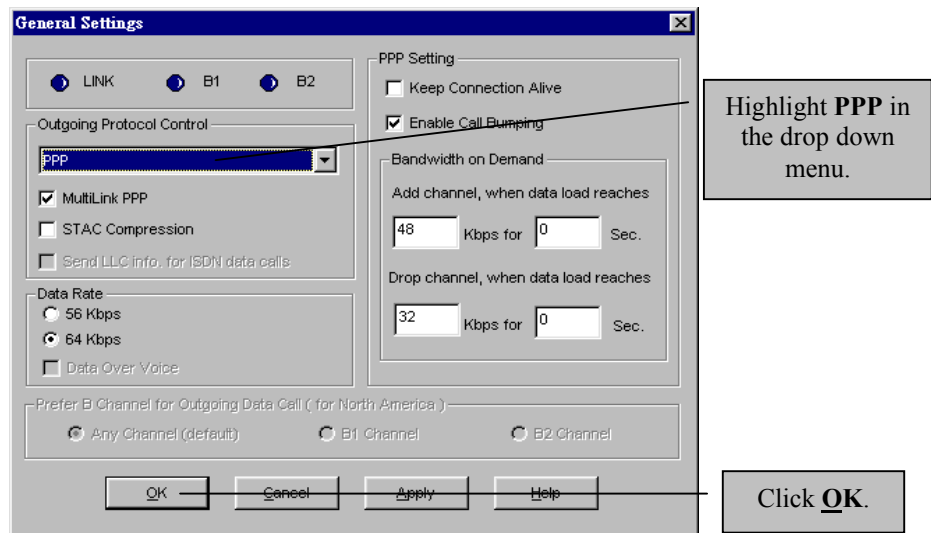 General Settings
LINK B1 B2
Outgoing Protocol Control
PPP
MultiLink PPP
STAC Compression
Send LLC info. for ISDN data calls
Data Rate
56 Kbps
64 Kbps
Data Over Voice
PPP Setting
Keep Connection Alive
Enable Call Bumping
Bandwidth on Demand
Add channel, when data load reaches
48 Kbps for 0 Sec.
Drop channel, when data load reaches
32 Kbps for 0 Sec.
Prefer B Channel for Outgoing Data Call ( for North America )
Any Channel (default) B1 Channel B2 Channel
OK Cancel Apply Help
Highlight PPP in
the drop down
menu.
Click OK.